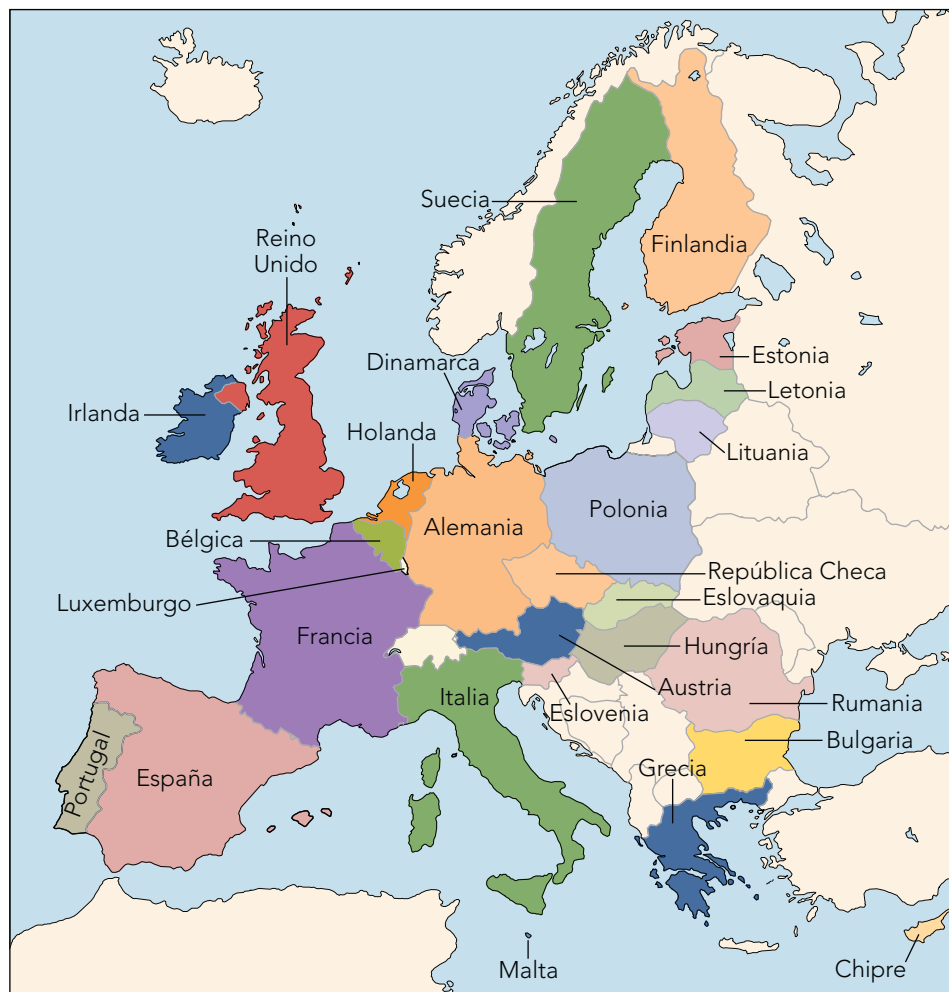 Suecia
Finlandia
Reino
Unido
Estonia
Dinamarca
Letonia
Irlanda
Holanda
Lituania
Polonia
Alemania
Bélgica
República Checa
Eslovaquia
Luxemburgo
Francia
Hungría
Austria
Italia
Rumania
Eslovenia
Bulgaria
Grecia
Portugal
España
Malta
Chipre